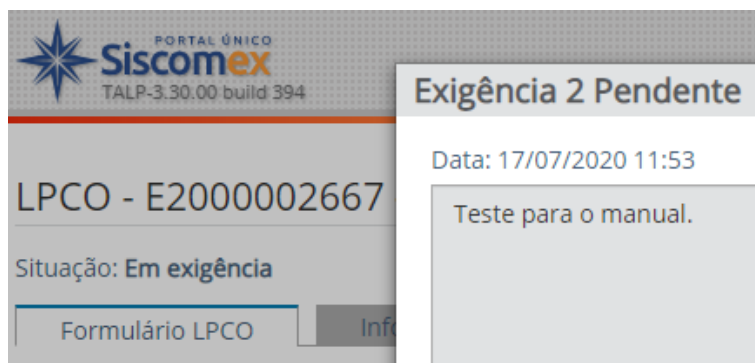 PORTAL ÚNICO
Siscomex
TALP-3.30.00 build 394
Exigência 2 Pendente
Data: 17/07/2020 11:53
Teste para o manual.
LPCO - E2000002667
Situação: Em exigência
Formulário LPCO